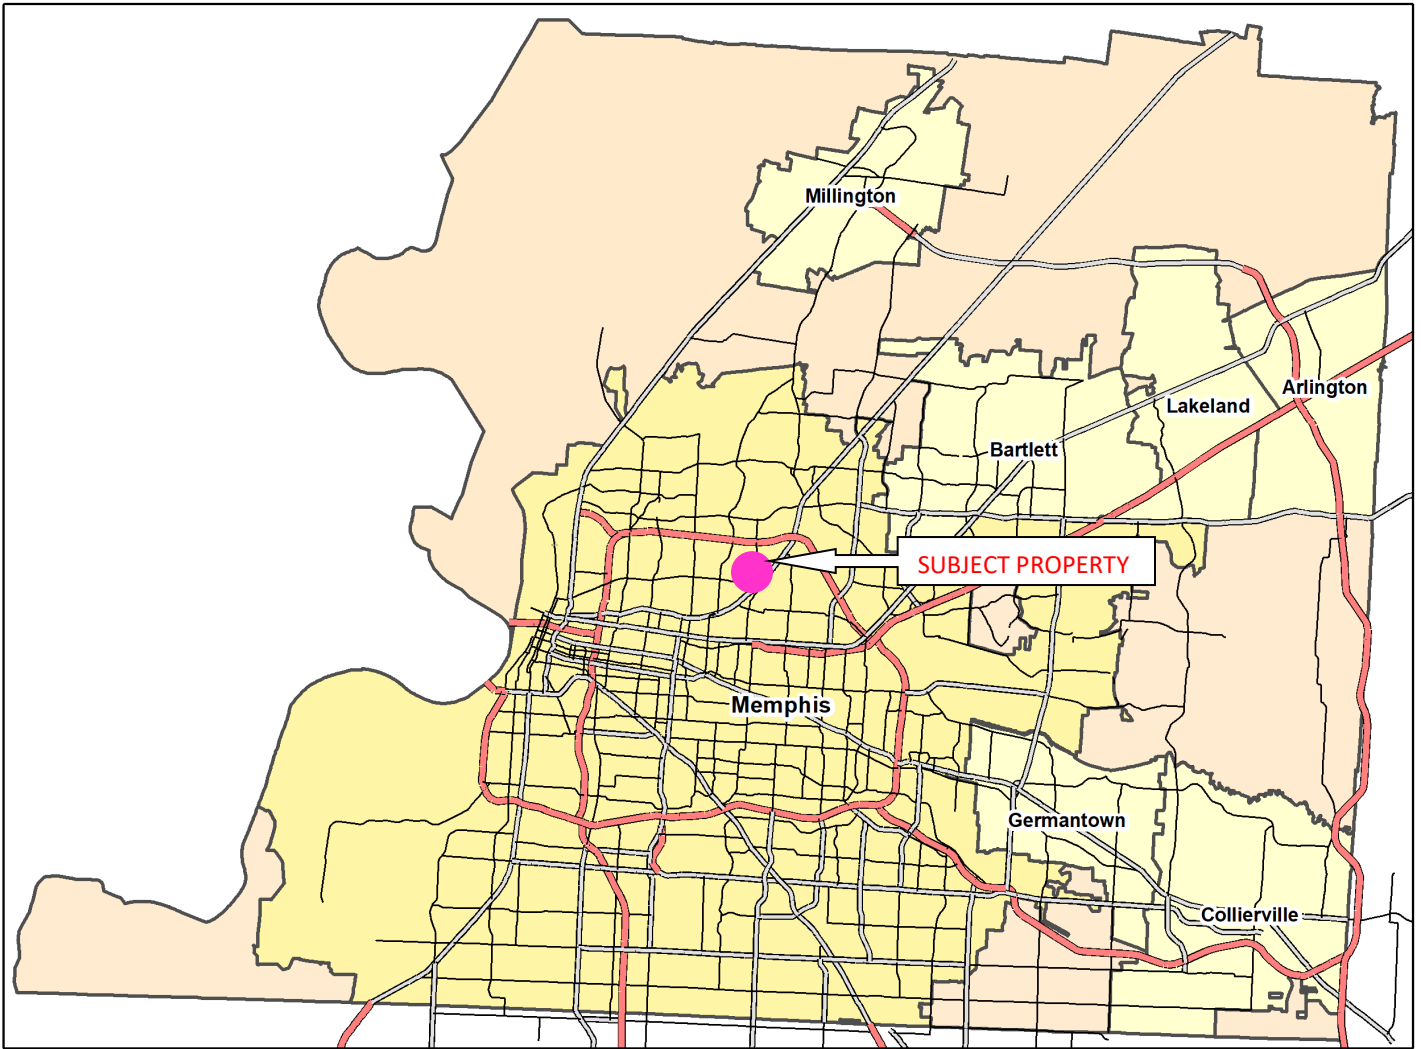 Millington
Arlington
Lakeland
Bartlett
SUBJECT PROPERTY
Memphis
Germantown
Collierville